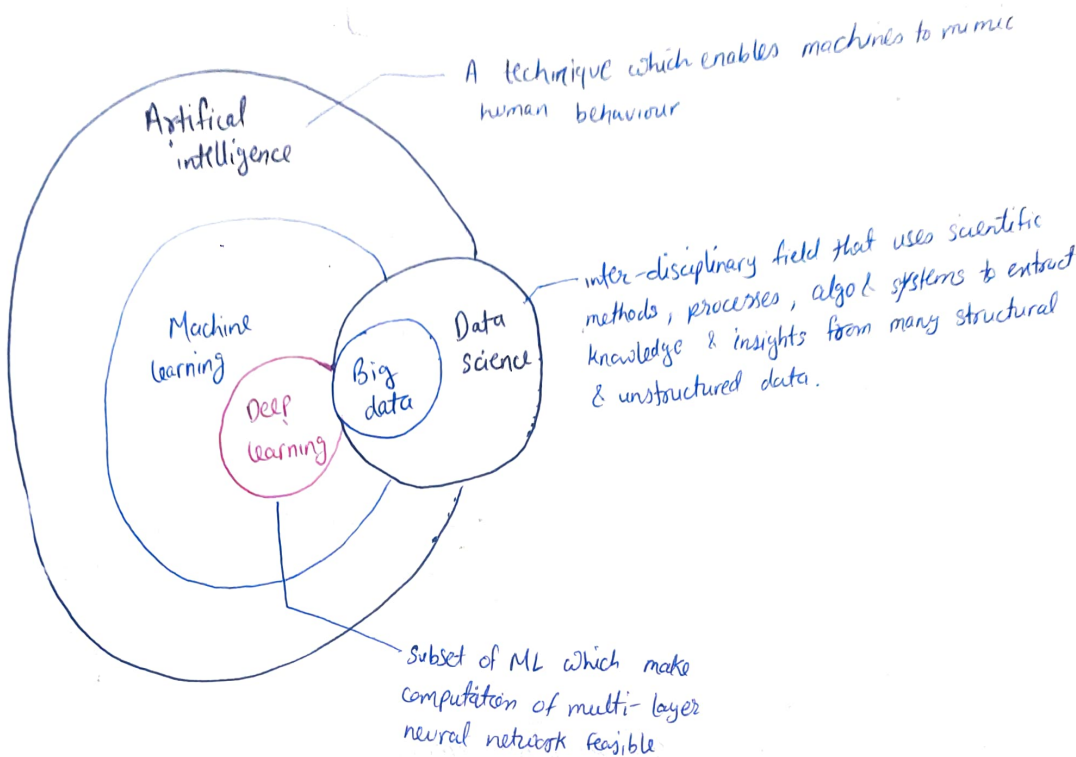 A technique which enables machines to mimic
human behaviour
Artifical
intelligence
inter-disciplinary field that uses scientific
methods, processes, algo & systems to extract
knowledge & insights from many structural
& unstructured data.
Machine
learning
Data
science
Big
data
Deep
learning
subset of ML which make
computation of multi-layer
neural network feasible